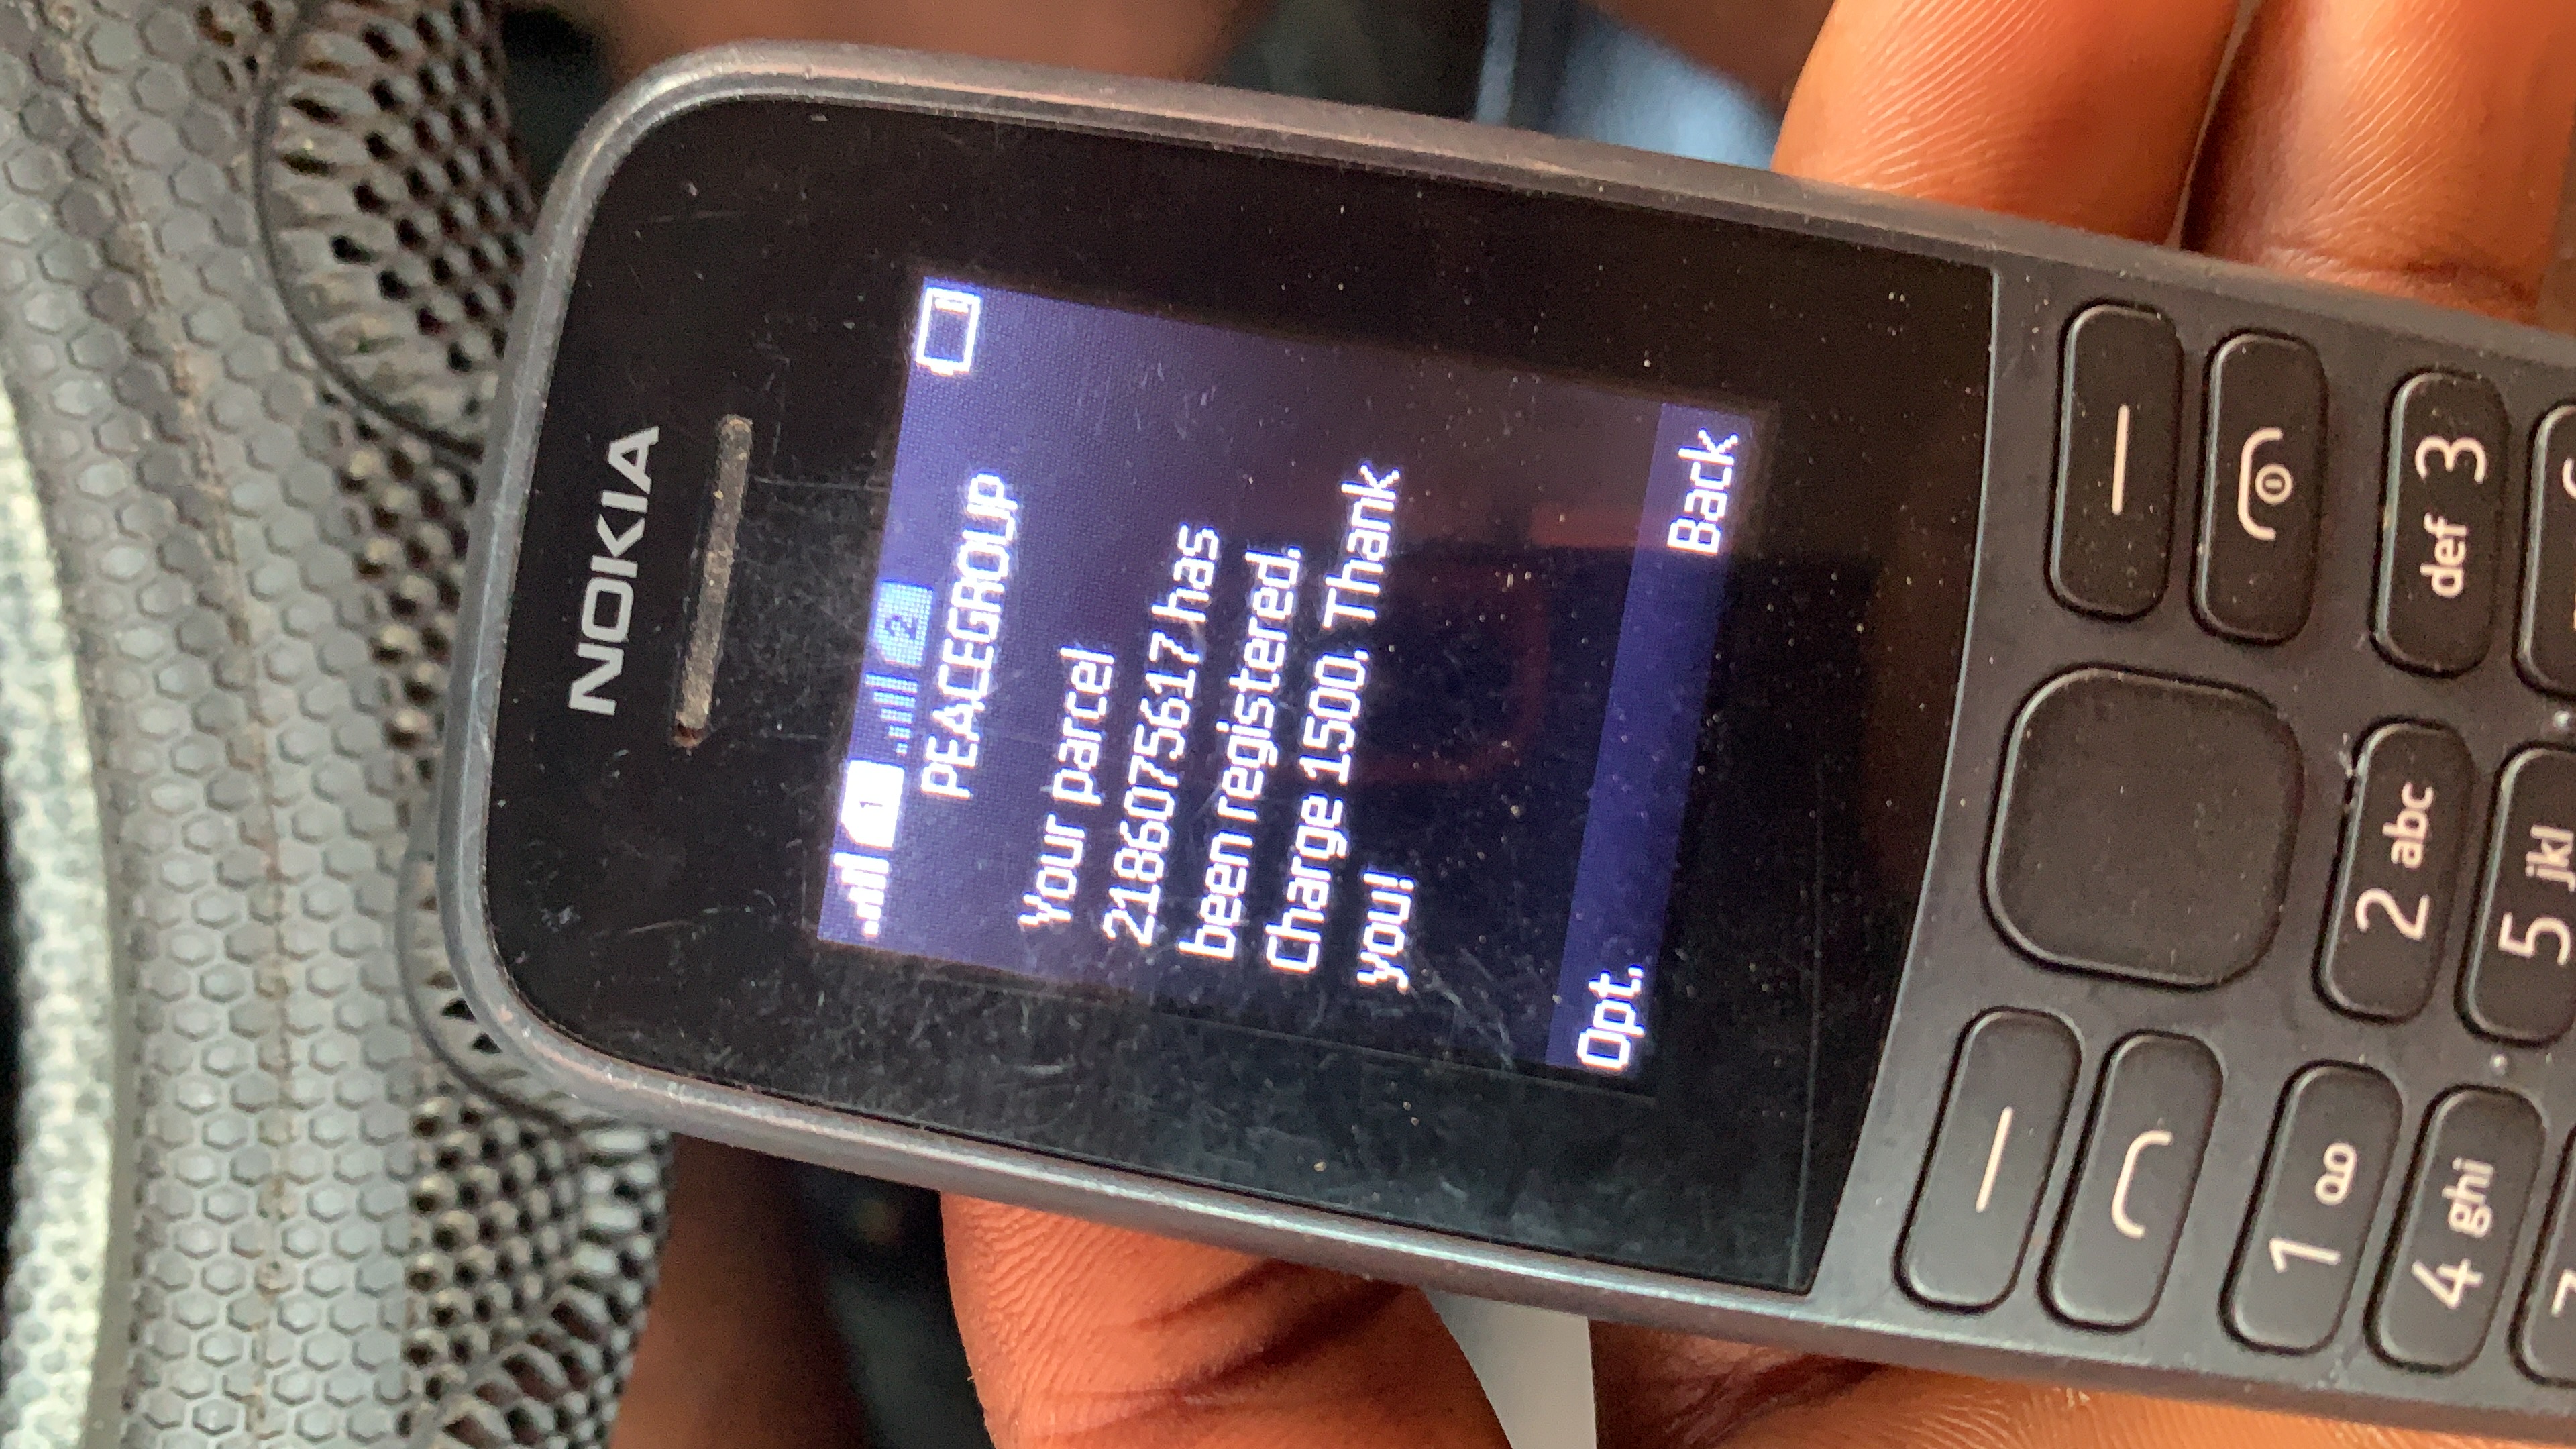 NOKIA
1 2
PEACEGROUP
Your parcel
2186075617 has
been registered.
Charge 1500. Thank
you!
Opt.
Back
1
2 abc
def 3
4 ghi
5 jkl